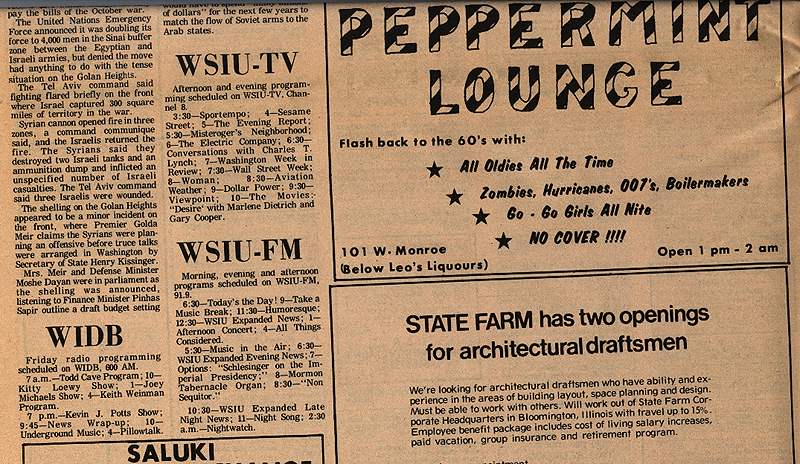 pay the bills of the October war.
The United Nations Emergency
Force announced it was doubling its
force to 4,000 men in the Sinai buffer
zone between the Egyptian and
Israeli armies, but denied the move
had anything to do with the tense
situation on the Golan Heights.
The Tel Aviv command said
fighting flared briefly on the front
where Israel captured 300 square
miles of territory in the war.
Syrian cannon opened fire in three
zones, a command communique
said, and the Israelis returned the
fire. The Syrians said they
destroyed two Israeli tanks and an
ammunition dump and inflicted an
unspecified number of Israeli
casualties. The Tel Aviv command
said three Israelis were wounded.
The shelling on the Golan Heights
appeared to be a minor incident on
the front, where Premier Golda
Meir claims the Syrians were plan-
ning an offensive before truce talks
were arranged in Washington by
Secretary of State Henry Kissinger.
Mrs. Meir and Defense Minister
Moshe Dayan were in parliament as
the shelling was announced,
listening to Finance Minister Pinhas
Sapir outline a draft budget setting
WIDB
Friday radio programming
scheduled on WIDB, 600 AM.
7 a.m.—Todd Cave Program; 10—
Kitty Loewy Show; 1—Joey
Michaels Show; 4—Keith Weinman
Program.
7 p.m.—Kevin J. Potts Show;
9:45—News Wrap-up; 10—
Underground Music; 4—Pillowtalk.
of dollars" for the next few years to
match the flow of Soviet arms to the
Arab states.
WSIU-TV
Afternoon and evening program-
ming scheduled on WSIU-TV, Chan-
nel 8.
3:30—Sportempo; 4—Sesame
Street; 5—The Evening Report;
5:30—Misteroger's Neighborhood;
6—The Electric Company; 6:30—
Conversations with Charles T.
Lynch; 7—Washington Week in
Review; 7:30—Wall Street Week;
8—Woman; 8:30—Aviation
Weather; 9—Dollar Power; 9:30—
Viewpoint; 10—The Movies:
"Desire' with Marlene Dietrich and
Gary Cooper.
WSIU-FM
Morning, evening and afternoon
programs scheduled on WSIU-FM,
91.9.
6:30—Today's the Day! 9—Take a
Music Break; 11:30—Humoresque;
12:30—WSIU Expanded News; 1—
Afternoon Concert; 4—All Things
Considered.
5:30—Music in the Air; 6:30—
WSIU Expanded Evening News; 7—
Options: "Schlesinger on the Im-
perial Presidency;" 8—Mormon
Tabernacle Organ; 8:30—"Non
Sequitor."
10:30—WSIU Expanded Late
Night News; 11—Night Song; 2:30
a.m.—Nightwatch.
SALUKI
PEPPERMINT
LOUNGE
Flash back to the 60's with:
★ All Oldies All The Time
★ Zombies, Hurricanes, 007's, Boilermakers
★ Go - Go Girls All Nite
★ NO COVER !!!!
101 W. Monroe
(Below Leo's Liquours)
Open 1 pm - 2 am
STATE FARM has two openings
for architectural draftsmen
We're looking for architectural draftsmen who have ability and ex-
perience in the areas of building layout, space planning and design.
Must be able to work with others. Will work out of State Farm Cor-
porate Headquarters in Bloomington, Illinois with travel up to 15%.
Employee benefit package includes cost of living salary increases,
paid vacation, group insurance and retirement program.